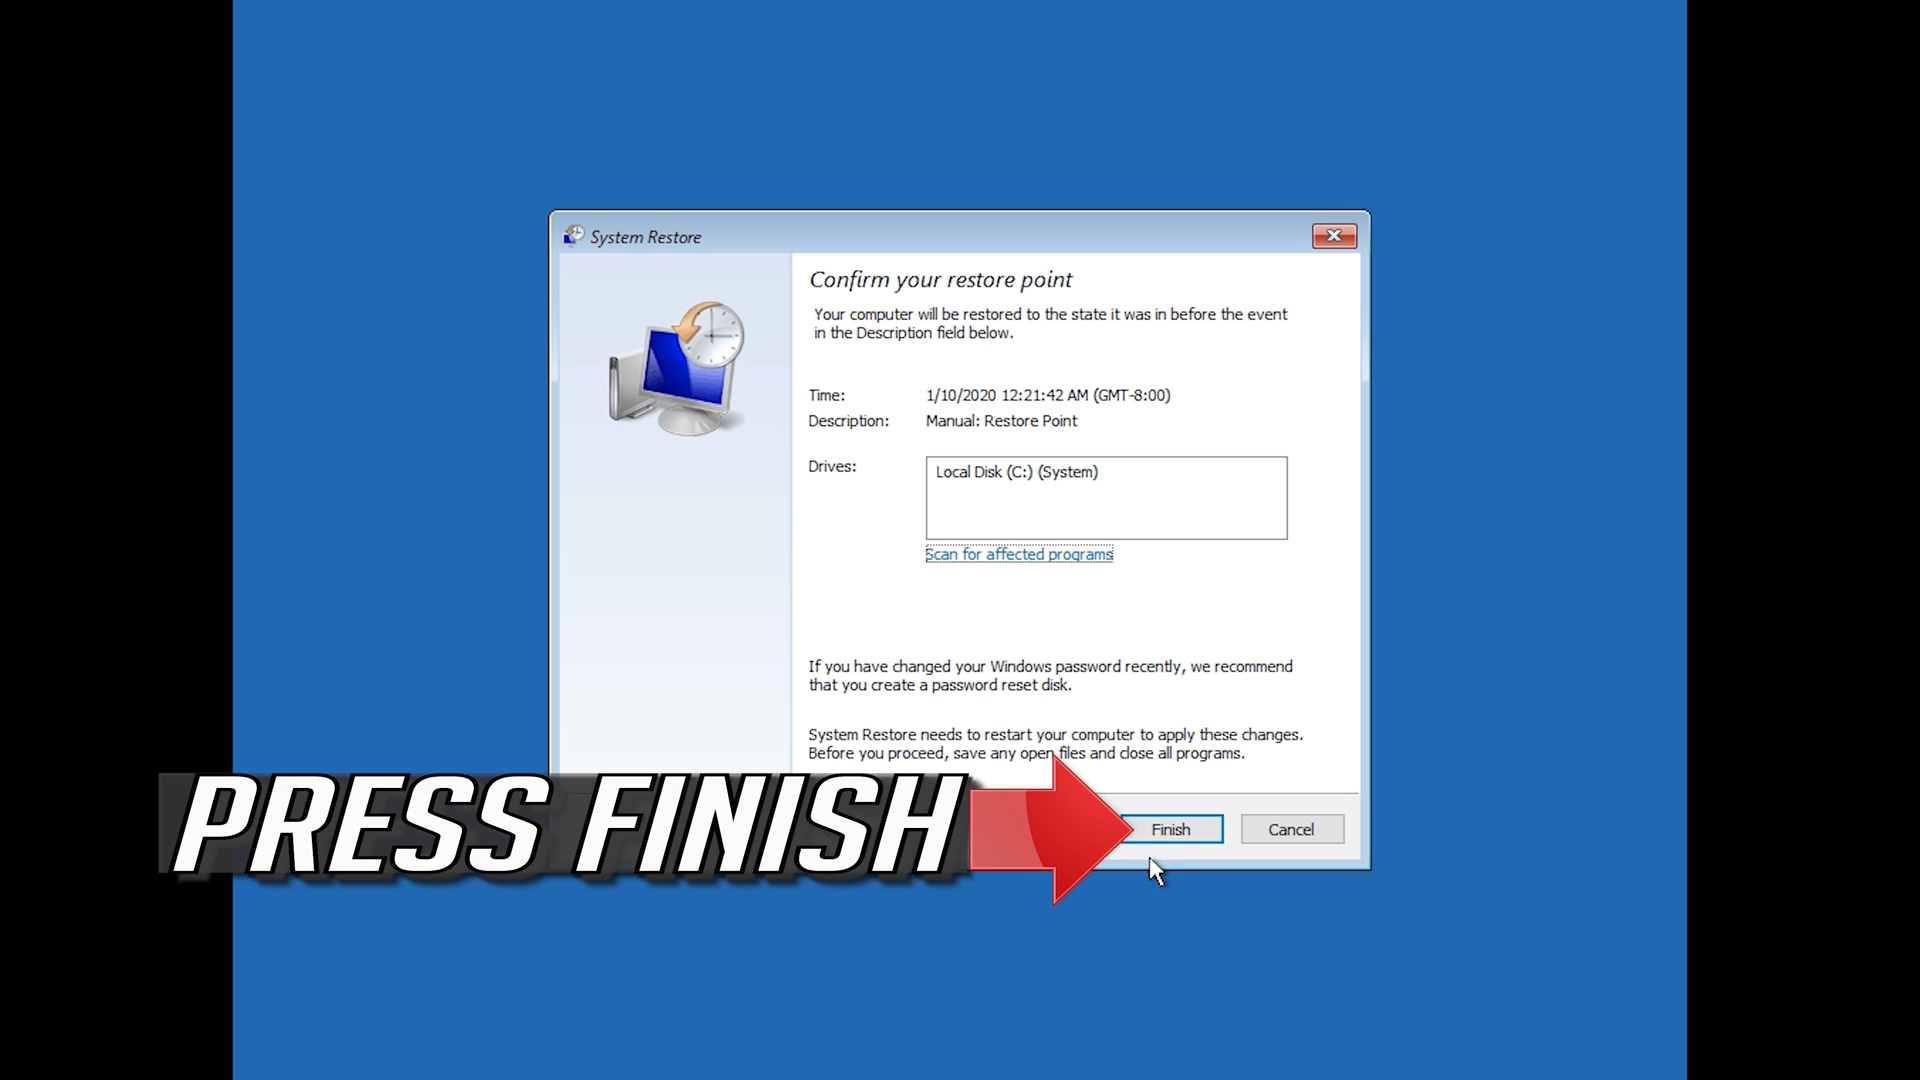 System Restore
Confirm your restore point
Your computer will be restored to the state it was in before the event
in the Description field below.
Time: 1/10/2020 12:21:42 AM (GMT-8:00)
Description: Manual: Restore Point
Drives: Local Disk (C:) (System)
Scan for affected programs
If you have changed your Windows password recently, we recommend
that you create a password reset disk.
System Restore needs to restart your computer to apply these changes.
Before you proceed, save any open files and close all programs.
PRESS FINISH
Finish Cancel